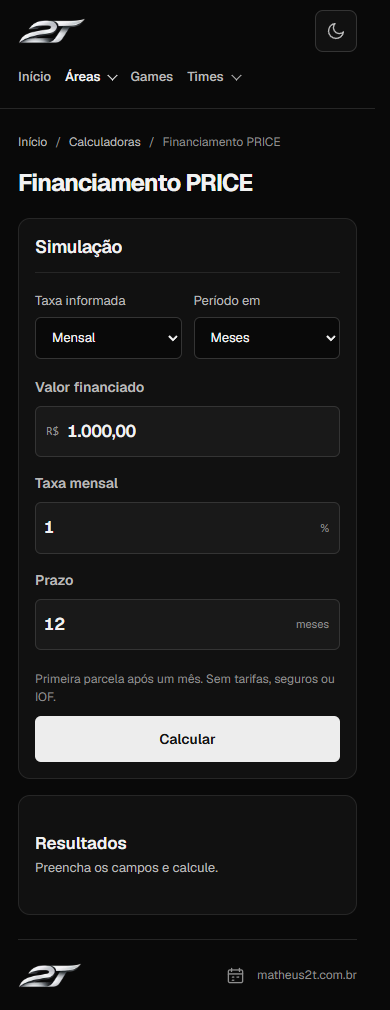 2T
Início Áreas Games Times
Início / Calculadoras / Financiamento PRICE
Financiamento PRICE
Simulação
Taxa informada Período em
Mensal Meses
Valor financiado
R$ 1.000,00
Taxa mensal
1 %
Prazo
12 meses
Primeira parcela após um mês. Sem tarifas, seguros ou
IOF.
Calcular
Resultados
Preencha os campos e calcule.
2T matheus2t.com.br